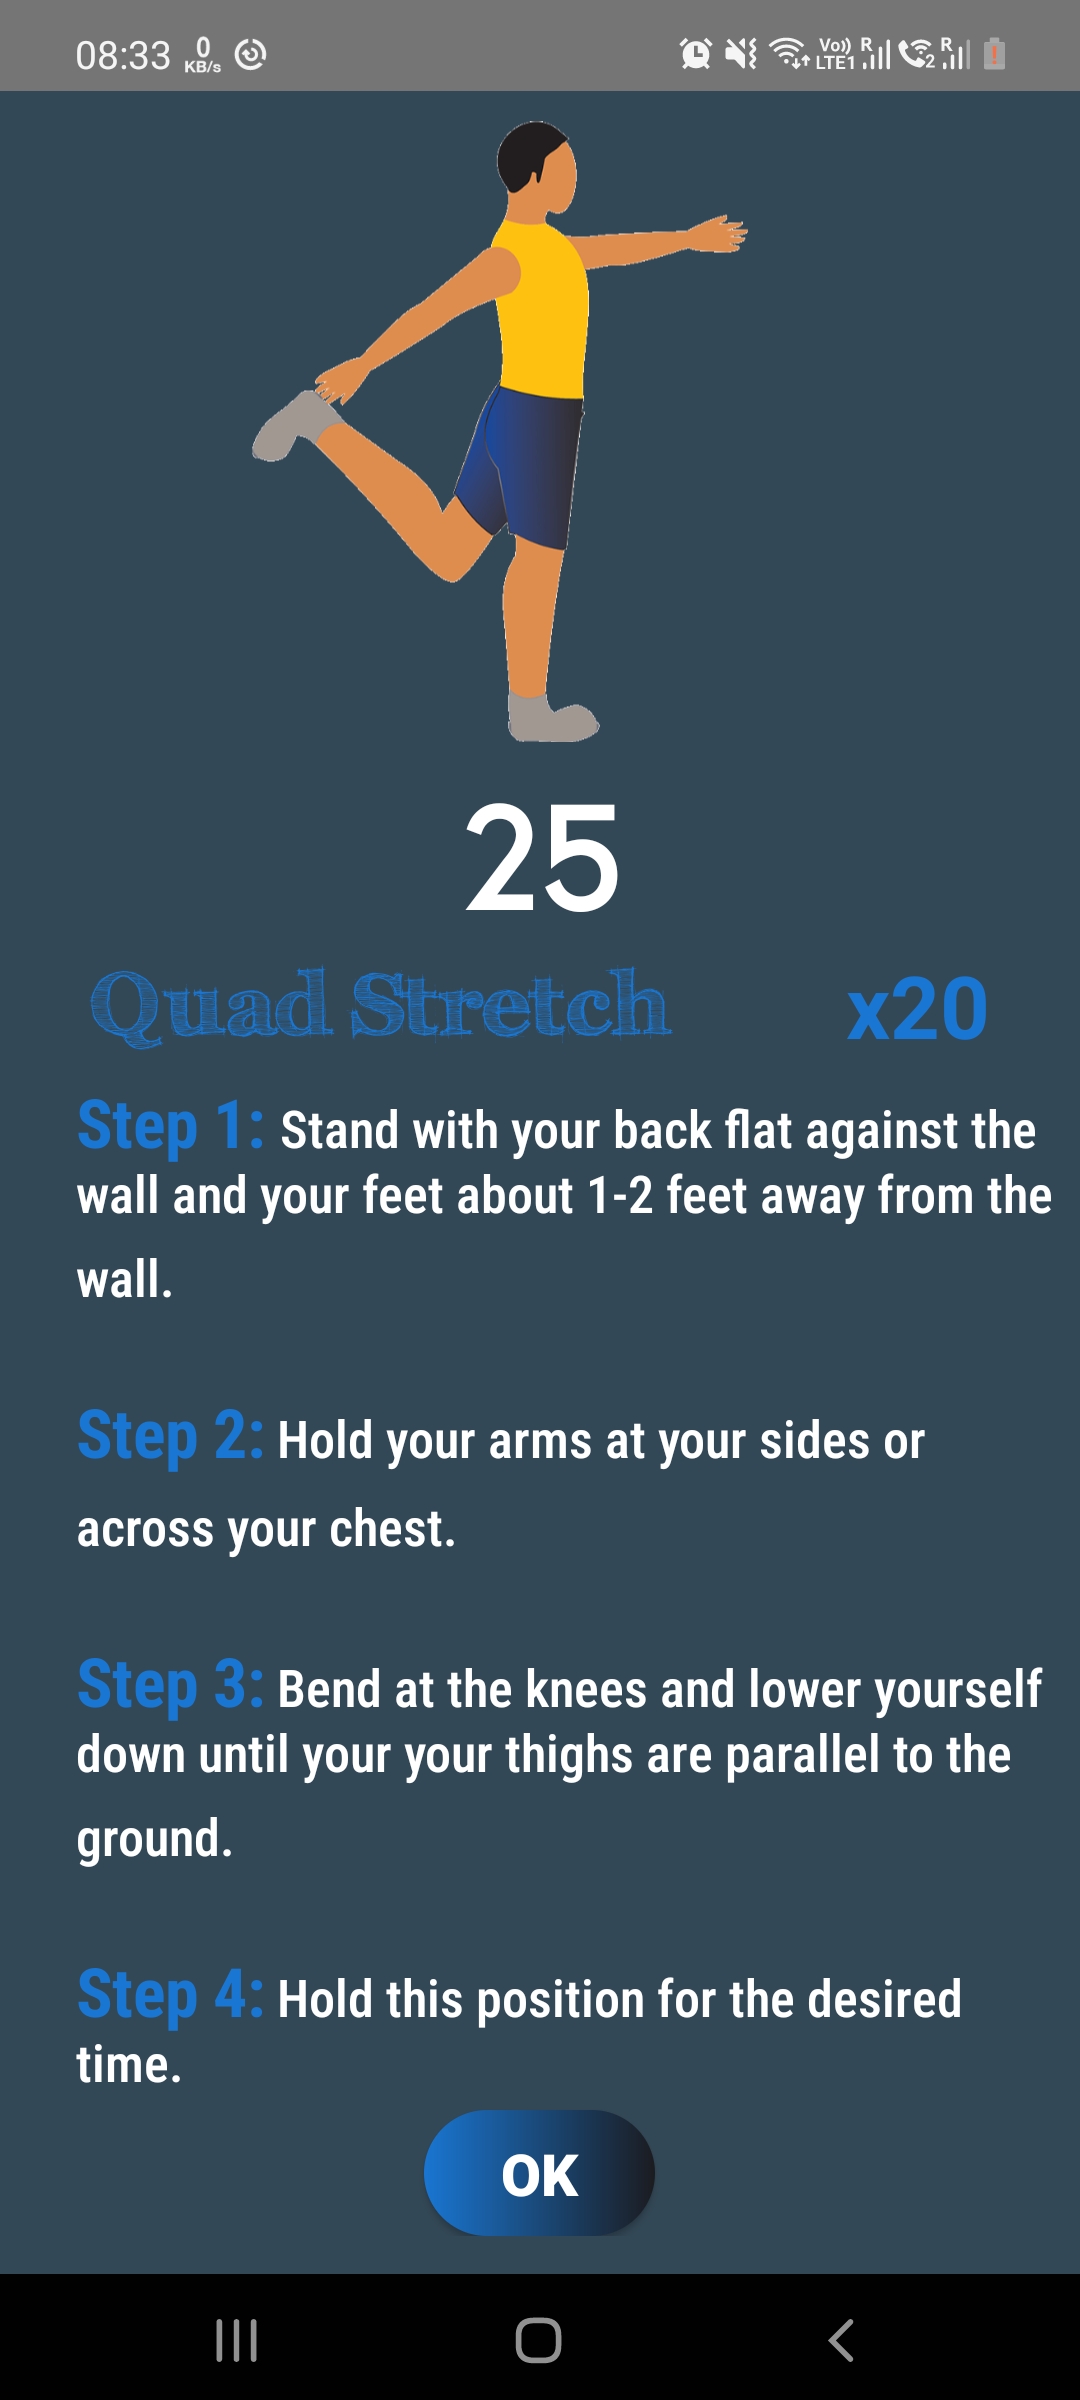 08:33 0 KB/s Vo)) LTE1 R 2 R
25
Quad Stretch x20
Step 1: Stand with your back flat against the
wall and your feet about 1-2 feet away from the
wall.
Step 2: Hold your arms at your sides or
across your chest.
Step 3: Bend at the knees and lower yourself
down until your your thighs are parallel to the
ground.
Step 4: Hold this position for the desired
time.
OK